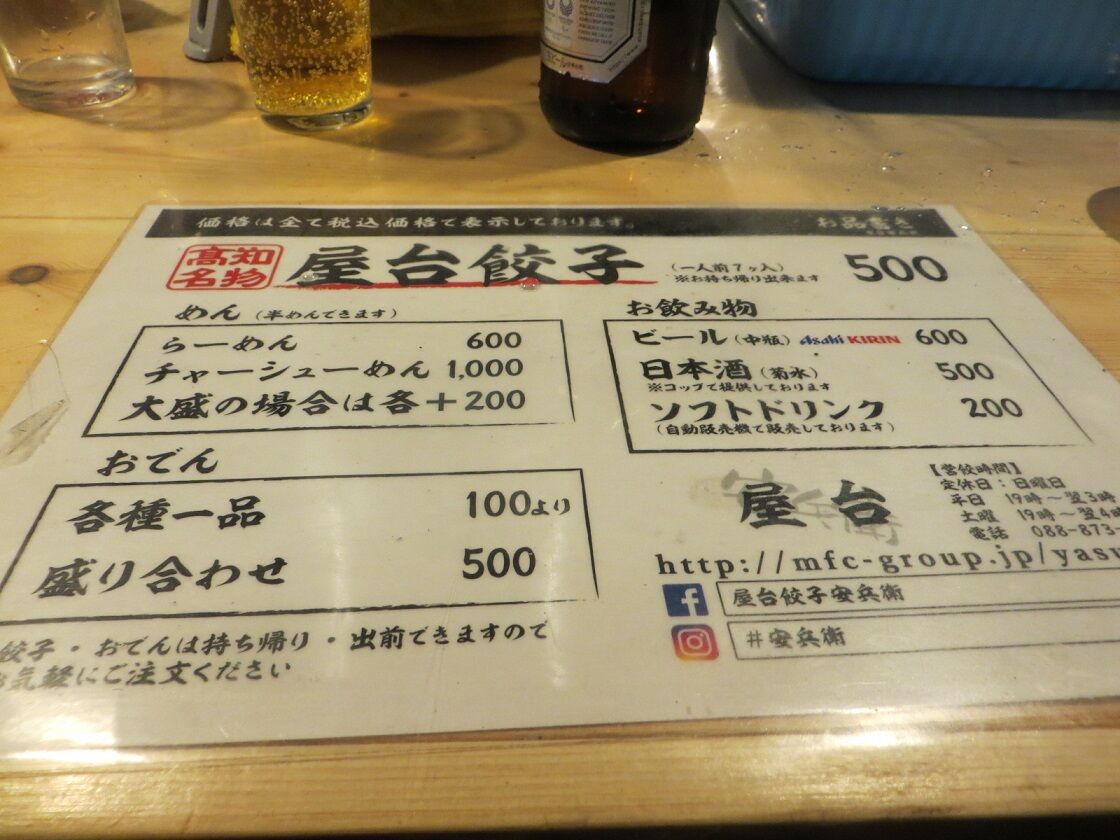 価格は全て税込価格で表示しております。
お品書き
高知名物
屋台餃子
(一人前7ヶ入)
※お持ち帰り出来ます
500
めん(半めんできます)
らーめん 600
チャーシューめん 1,000
大盛の場合は各+200
おでん
各種一品 100より
盛り合わせ 500
餃子・おでんは持ち帰り・出前できますので
お気軽にご注文ください
お飲み物
ビール(中瓶) Asahi KIRIN 600
日本酒(菊水) 500
※コップで提供しております
ソフトドリンク 200
(自動販売機で販売しております)
屋台
安兵衛
【営餃時間】
定休日:日曜日
平日 19時〜翌3時
土曜 19時〜翌4時
電話 088-873-
http://mfc-group.jp/yasu
屋台餃子安兵衛
#安兵衛